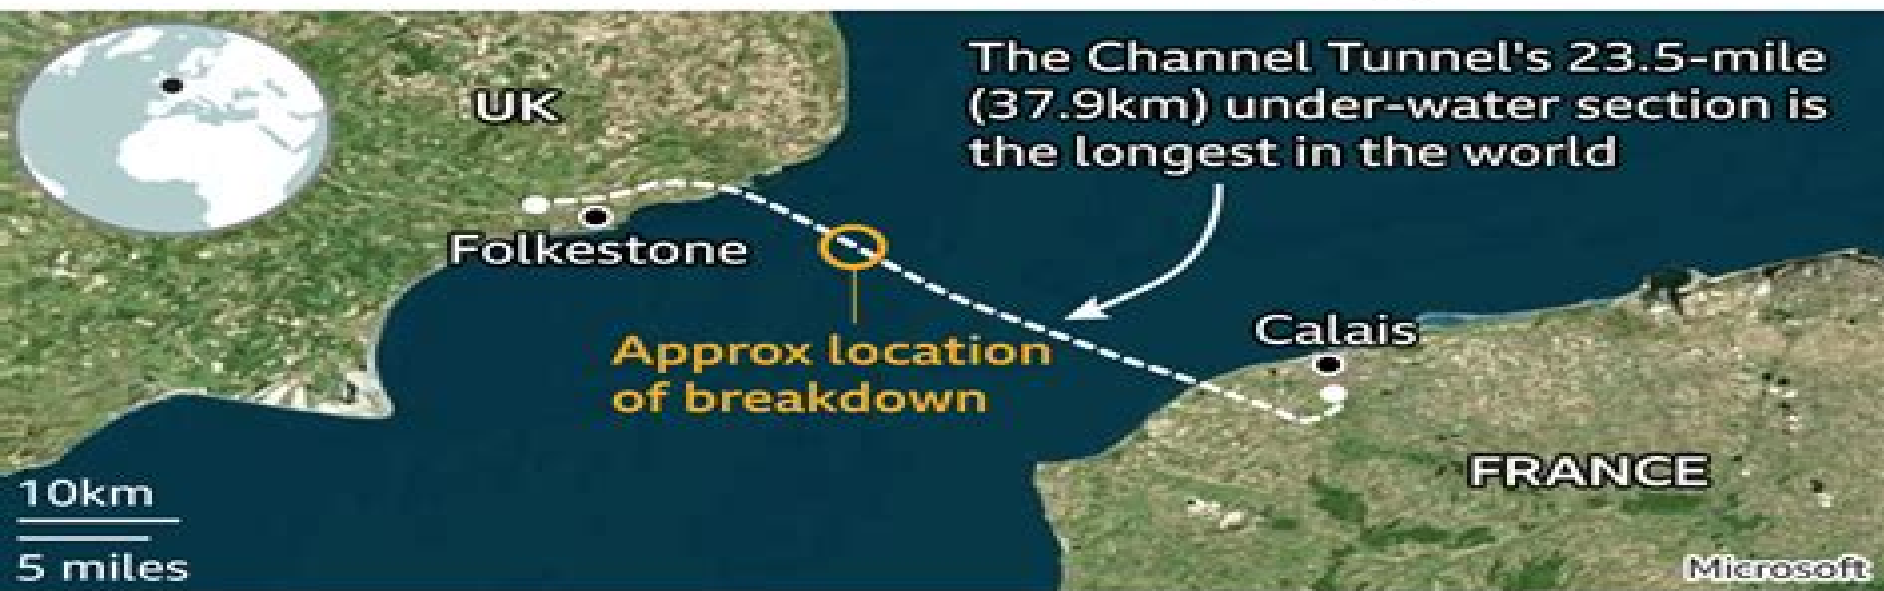 The Channel Tunnel's 23.5-mile
(37.9km) under-water section is
the longest in the world
UK
Folkestone
Approx location
of breakdown
Calais
FRANCE
10km
5 miles
Microsoft